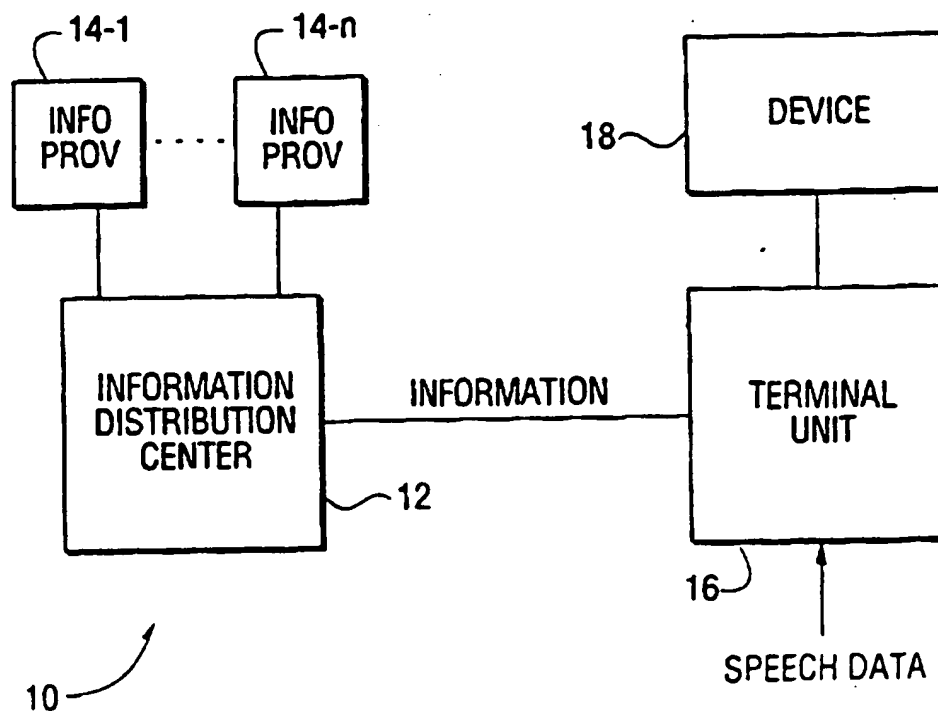 14-1
14-n
INFO
PROV
INFO
PROV
DEVICE
18
INFORMATION
DISTRIBUTION
CENTER
INFORMATION
TERMINAL
UNIT
12
16
10
SPEECH DATA